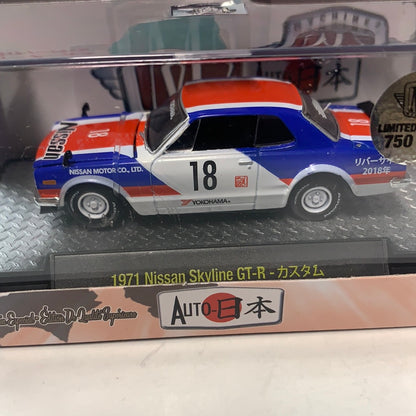 LIMITED
750
Nissan
18
NISSAN MOTOR CO., LTD.
18
YOKOHAMA
リバーサイ
2018年
1971 Nissan Skyline GT-R - カスタム
AUTO-日本